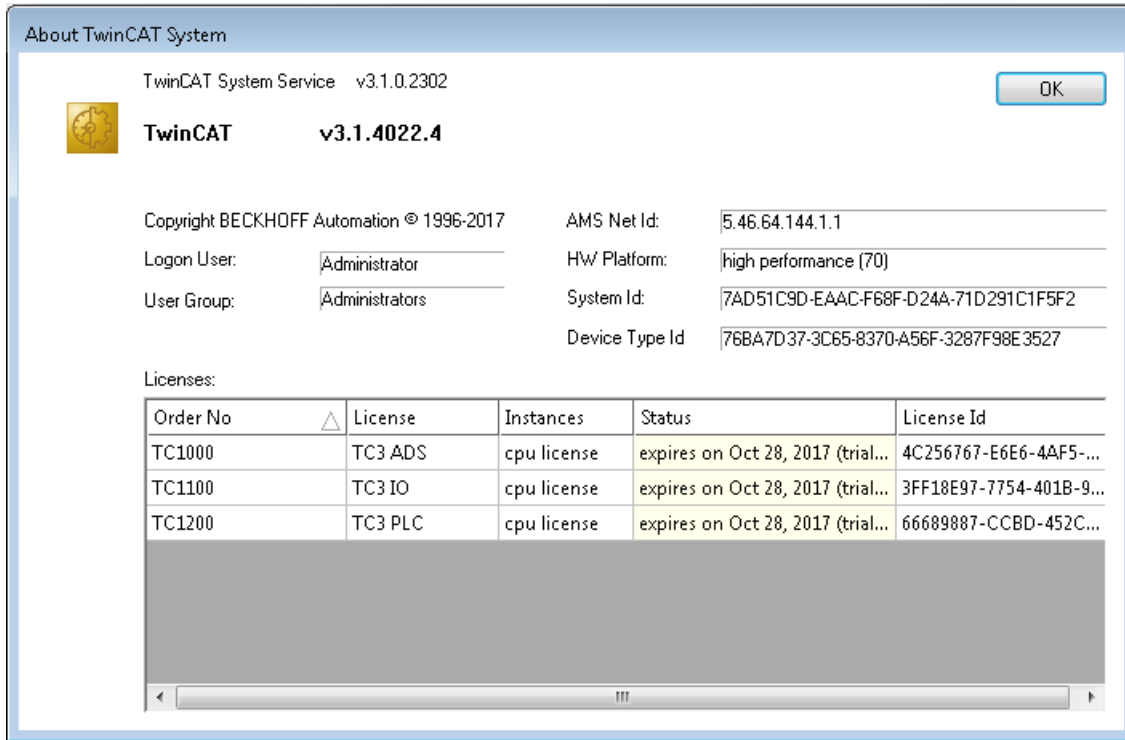 About TwinCAT System
TwinCAT System Service v3.1.0.2302
OK
TwinCAT v3.1.4022.4
Copyright BECKHOFF Automation © 1996-2017
AMS Net Id: 5.46.64.144.1.1
Logon User: Administrator
HW Platform: high performance (70)
User Group: Administrators
System Id: 7AD51C9D-EAAC-F68F-D24A-71D291C1F5F2
Device Type Id 76BA7D37-3C65-8370-A56F-3287F98E3527
Licenses:
Order No License Instances Status License Id
TC1000 TC3 ADS cpu license expires on Oct 28, 2017 (trial... 4C256767-E6E6-4AF5-...
TC1100 TC3 IO cpu license expires on Oct 28, 2017 (trial... 3FF18E97-7754-401B-9...
TC1200 TC3 PLC cpu license expires on Oct 28, 2017 (trial... 66689887-CCBD-452C...